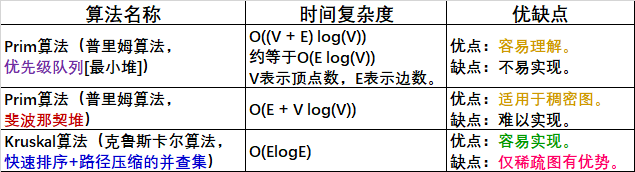 算法名称 时间复杂度 优缺点
Prim算法（普里姆算法，
优先级队列[最小堆]）
O((V + E) log(V))
约等于O(E log(V))
V表示顶点数，E表示边数。
优点：容易理解。
缺点：不易实现。
Prim算法（普里姆算法，
斐波那契堆）
O(E + V log(V))
优点：适用于稠密图。
缺点：难以实现。
Kruskal算法（克鲁斯卡尔算法，
快速排序+路径压缩的并查集）
O(ElogE)
优点：容易实现。
缺点：仅稀疏图有优势。